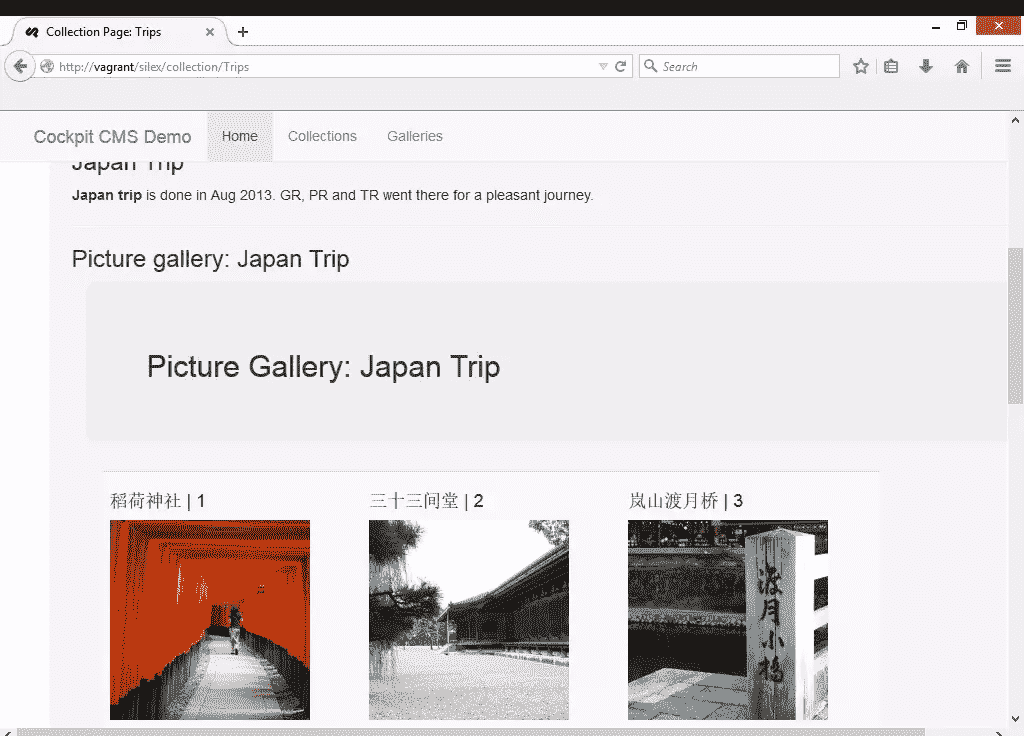 Collection Page: Trips
http://vagrant/silex/collection/Trips
Search
Cockpit CMS Demo
Home
Collections
Galleries
Japan Trip
Japan trip is done in Aug 2013. GR, PR and TR went there for a pleasant journey.
Picture gallery: Japan Trip
Picture Gallery: Japan Trip
稻荷神社 | 1
三十三间堂 | 2
岚山渡月桥 | 3
渡月小橋